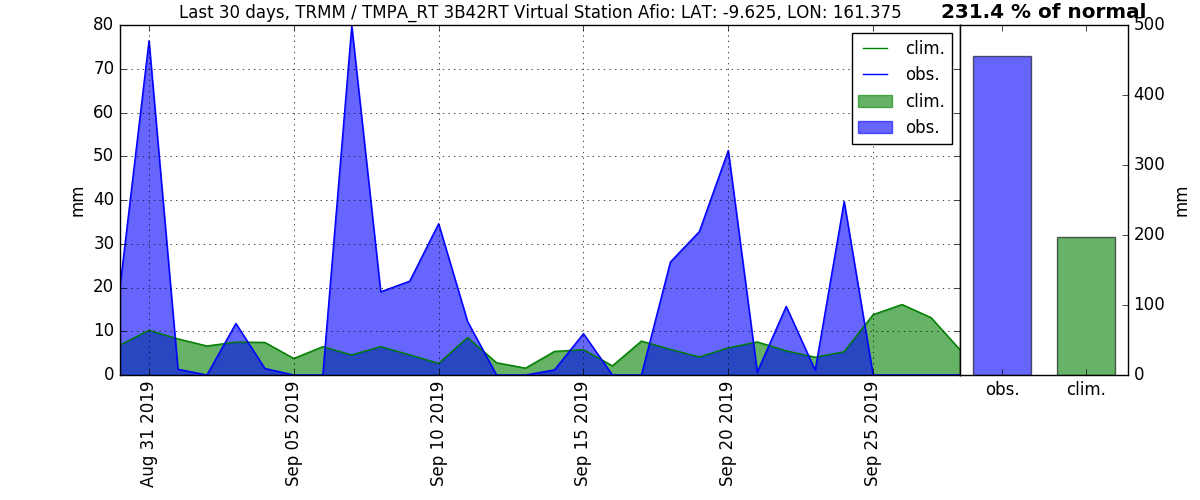 Last 30 days, TRMM / TMPA_RT 3B42RT Virtual Station Afio: LAT: -9.625, LON: 161.375
231.4 % of normal
80
70
60
50
40
30
20
10
0
mm
clim.
obs.
clim.
obs.
Aug 31 2019
Sep 05 2019
Sep 10 2019
Sep 15 2019
Sep 20 2019
Sep 25 2019
500
400
300
200
100
0
mm
obs.
clim.